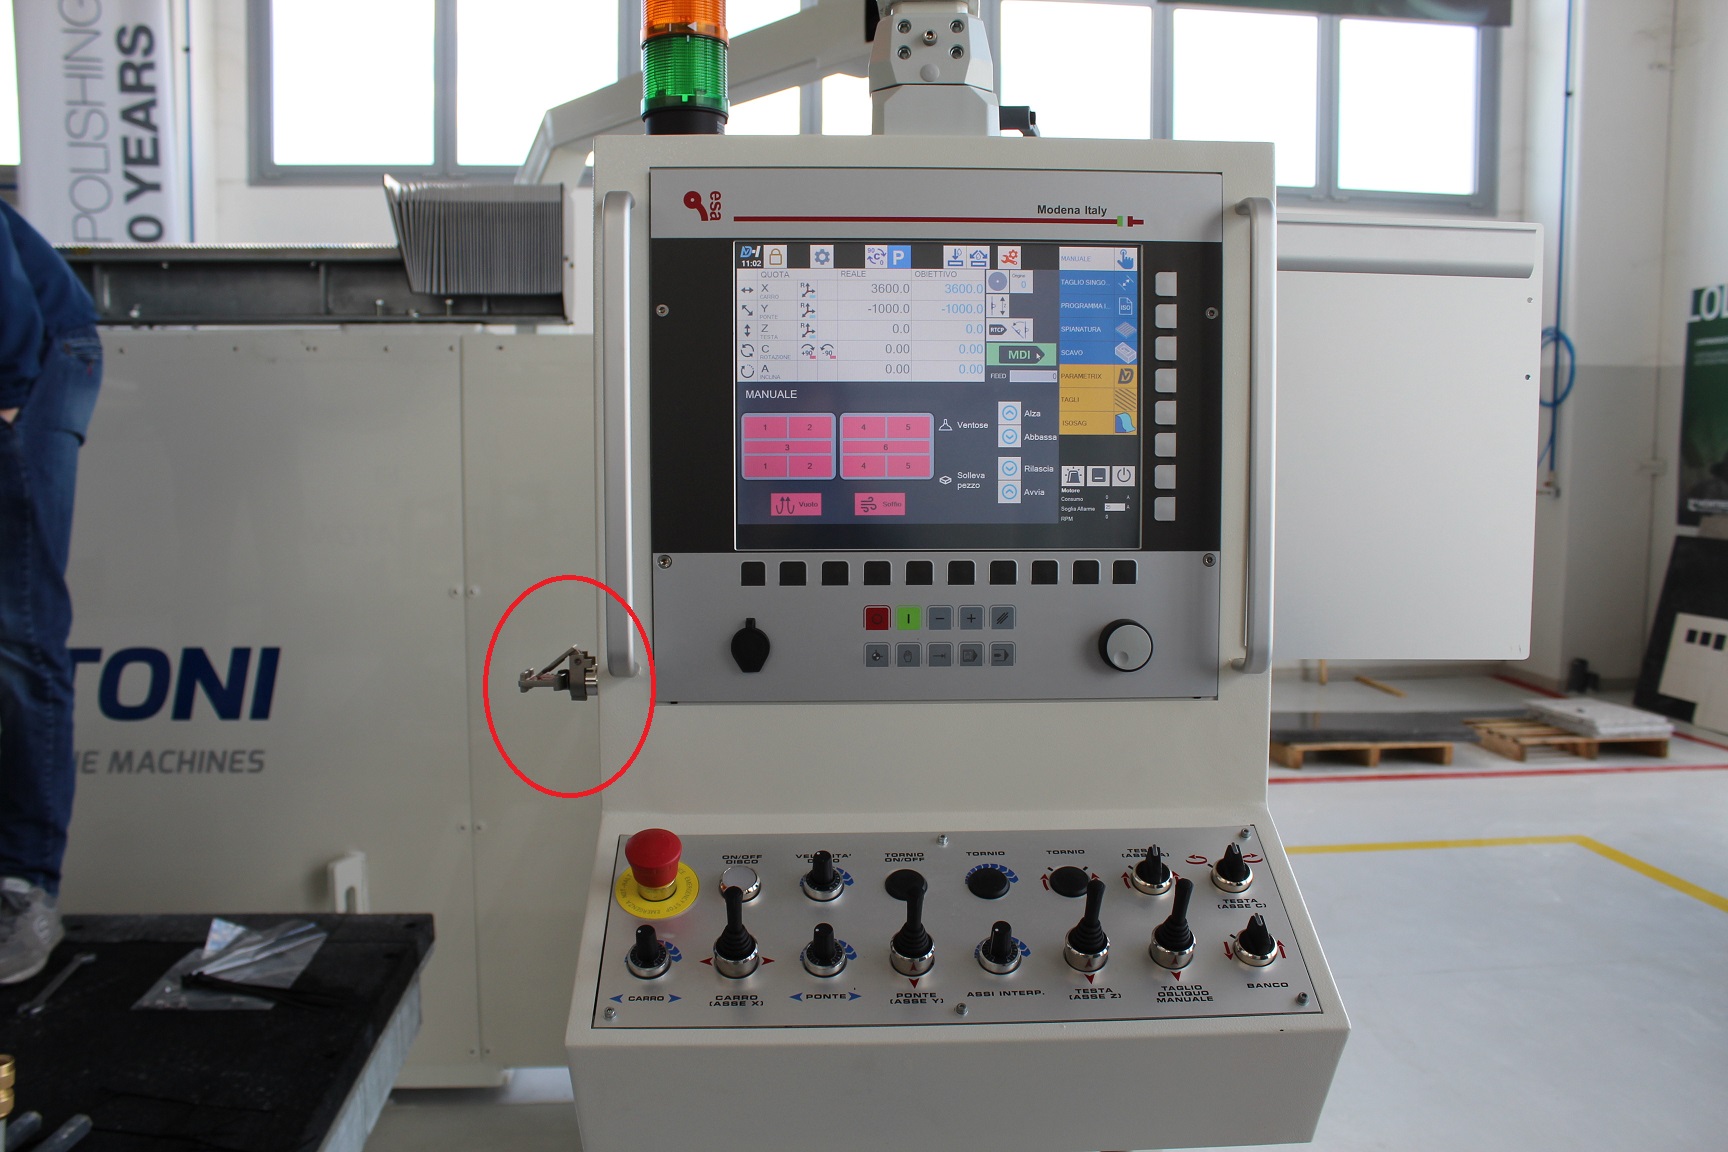 POLISHING
0 YEARS
esa
Modena Italy
11:02
P
QUOTA
REALE
OBIETTIVO
X
CARRO
3600.0
3600.0
Y
PONTE
-1000.0
-1000.0
Z
TESTA
0.0
0.0
C
ROTAZIONE
+90
-90
0.00
0.00
A
INCLINA
0.00
0.00
RTCP
MDI
FEED
0
MANUALE
TAGLIO SINGO...
PROGRAMMA I...
ISO
SPIANATURA
SCAVO
PARAMETRIX
TAGLI
ISOSAG
MANUALE
1 2 4 5
3 6
1 2 4 5
Ventose
Alza
Abbassa
Solleva
pezzo
Rilascia
Avvia
Vuoto
Soffio
Motore
Consumo 0 A
Soglia Allarme
RPM 0
TONI
NE MACHINES
ON/OFF
DISCO
TORNIO
ON/OFF
TORNIO
TORNIO
TESTA
(ASSE C)
CARRO
CARRO
(ASSE X)
PONTE
PONTE
(ASSE Y)
ASSI INTERP.
TESTA
(ASSE Z)
TAGLIO
OBLIQUO
MANUALE
BANCO